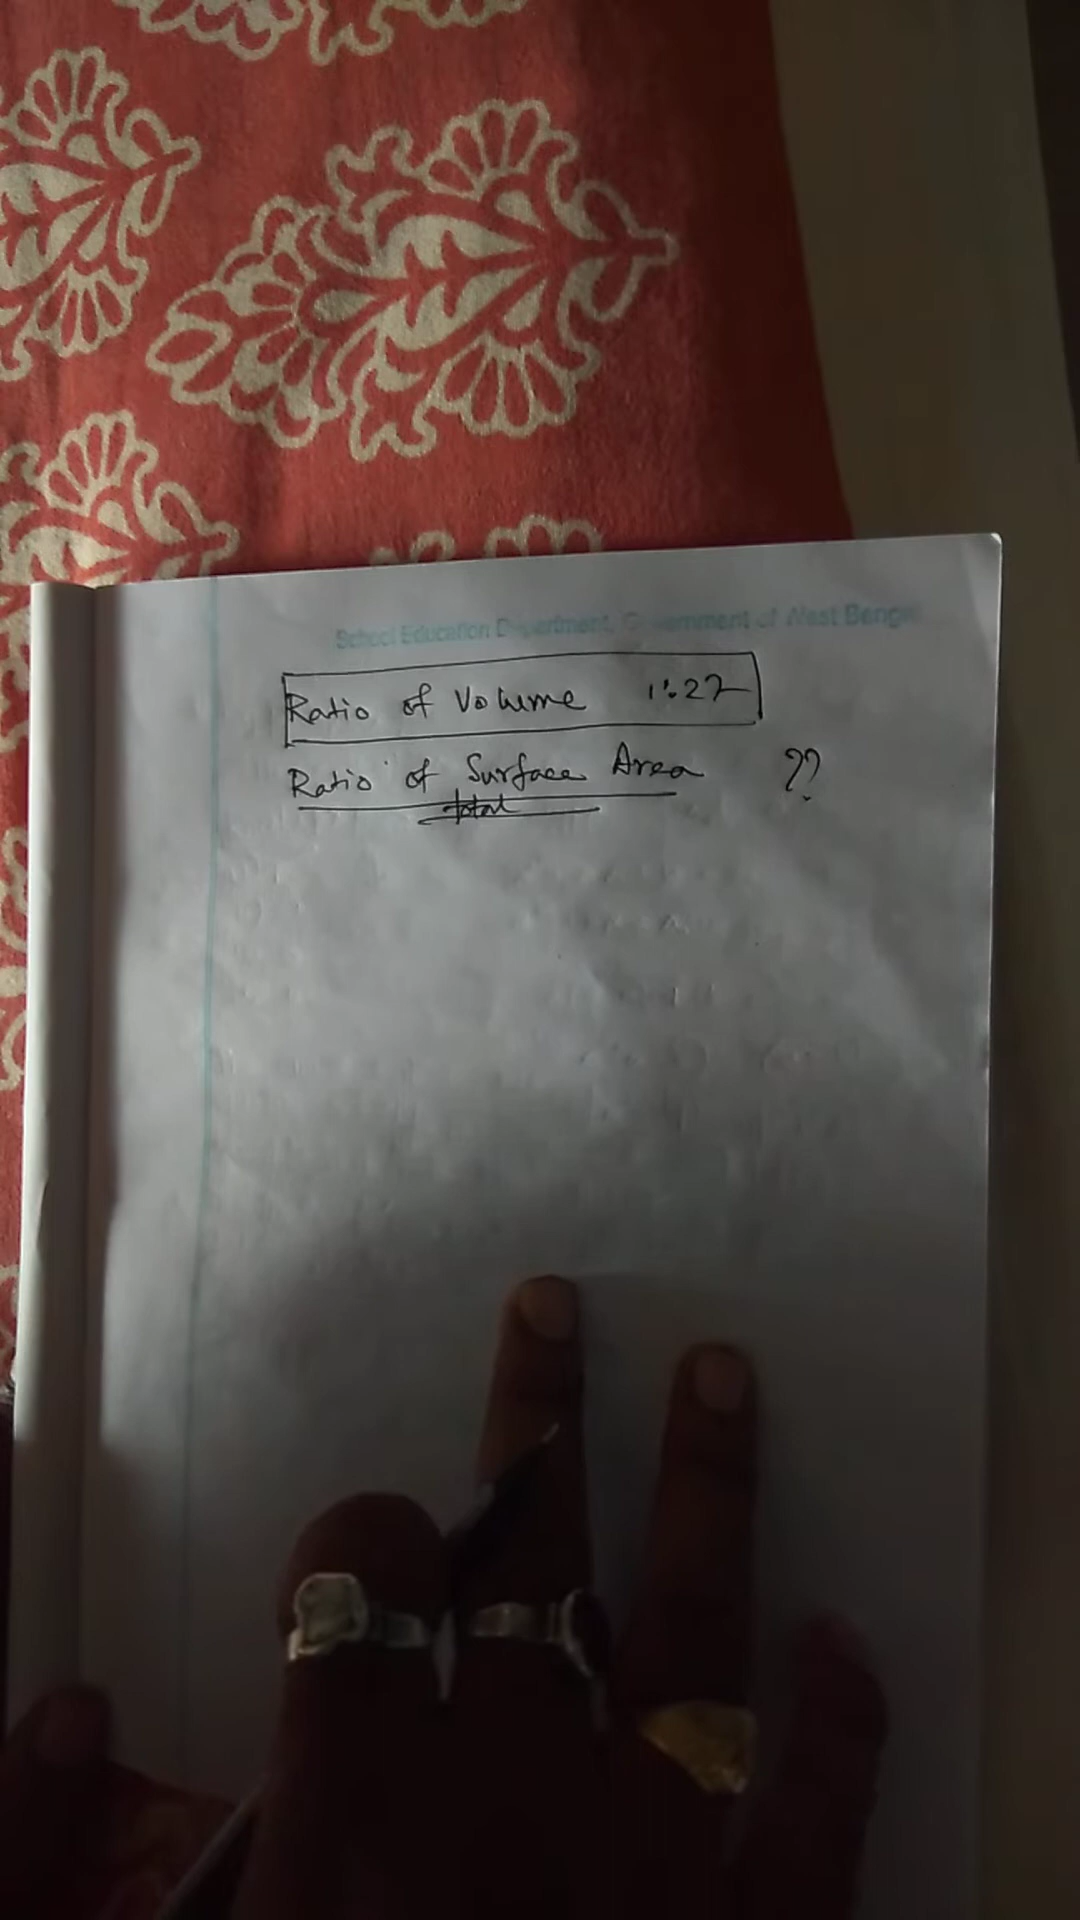 School Education Department, Government of West Bengal
Ratio of Volume 1:27
Ratio of Surface Area ??
total